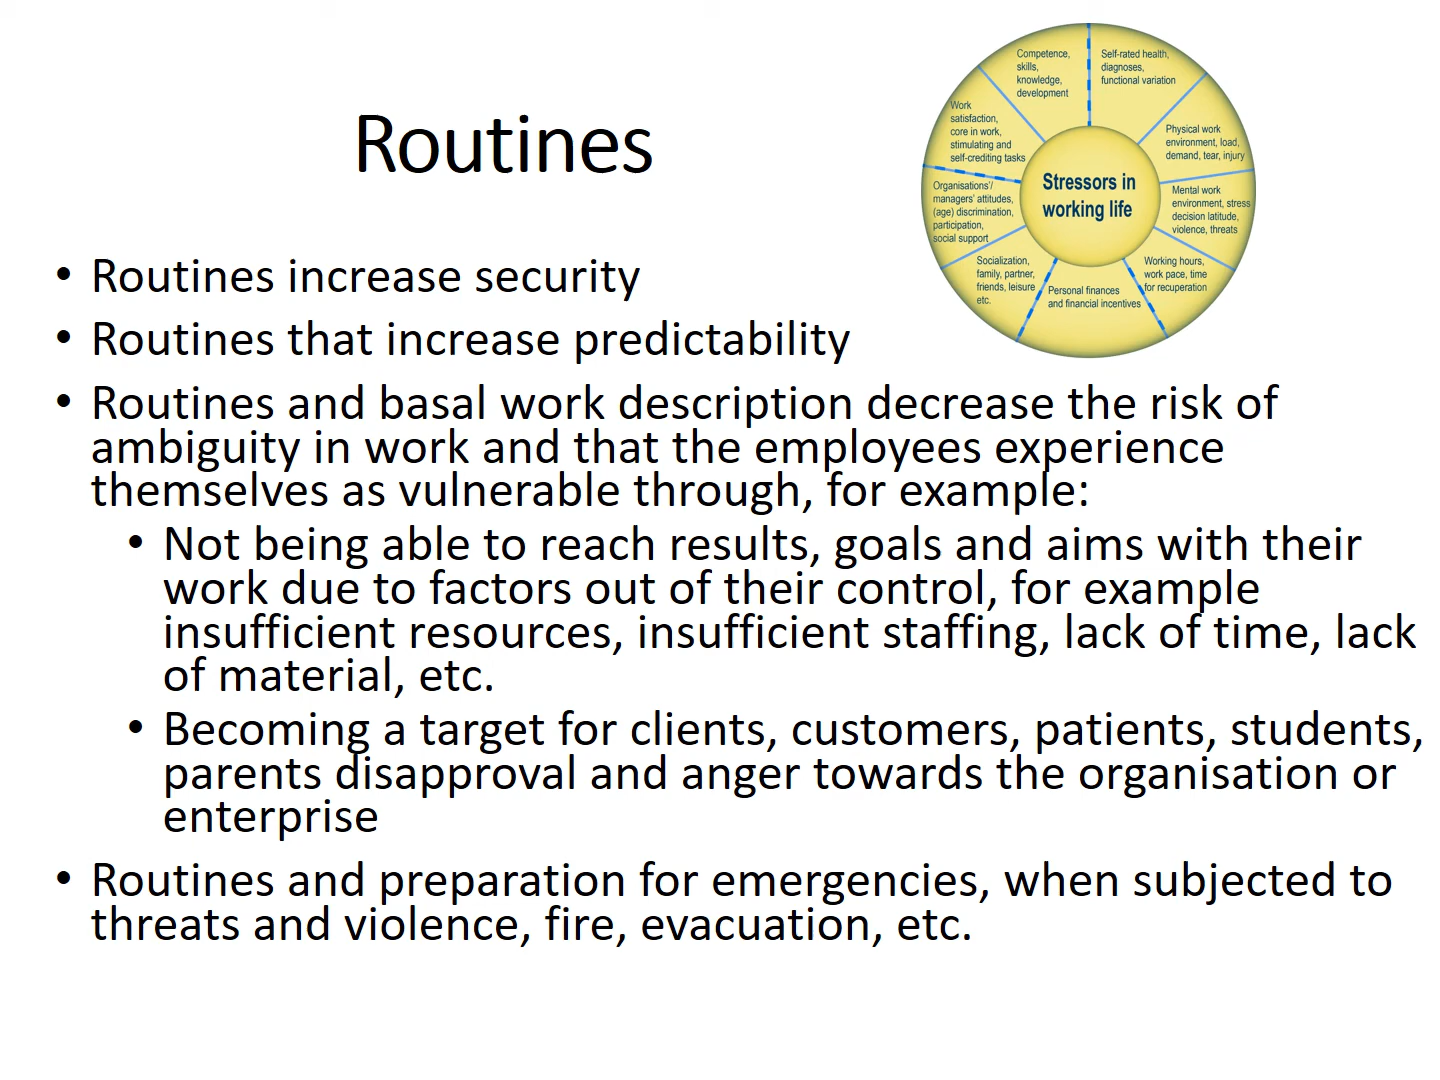 Routines
• Routines increase security
• Routines that increase predictability
• Routines and basal work description decrease the risk of
ambiguity in work and that the employees experience
themselves as vulnerable through, for example:
• Not being able to reach results, goals and aims with their
work due to factors out of their control, for example
insufficient resources, insufficient staffing, lack of time, lack
of material, etc.
• Becoming a target for clients, customers, patients, students,
parents disapproval and anger towards the organisation or
enterprise
• Routines and preparation for emergencies, when subjected to
threats and violence, fire, evacuation, etc.
Stressors in
working life
Self-rated health,
diagnoses,
functional variation
Physical work
environment, load,
demand, tear, injury
Mental work
environment, stress
decision latitude,
violence, threats
Working hours,
work pace, time
for recuperation
Personal finances
and financial incentives
Socialization,
family, partner,
friends, leisure
etc.
Organisations'/
managers' attitudes,
(age) discrimination,
participation,
social support
Work
satisfaction,
core in work,
stimulating and
self-crediting tasks
Competence,
skills,
knowledge,
development